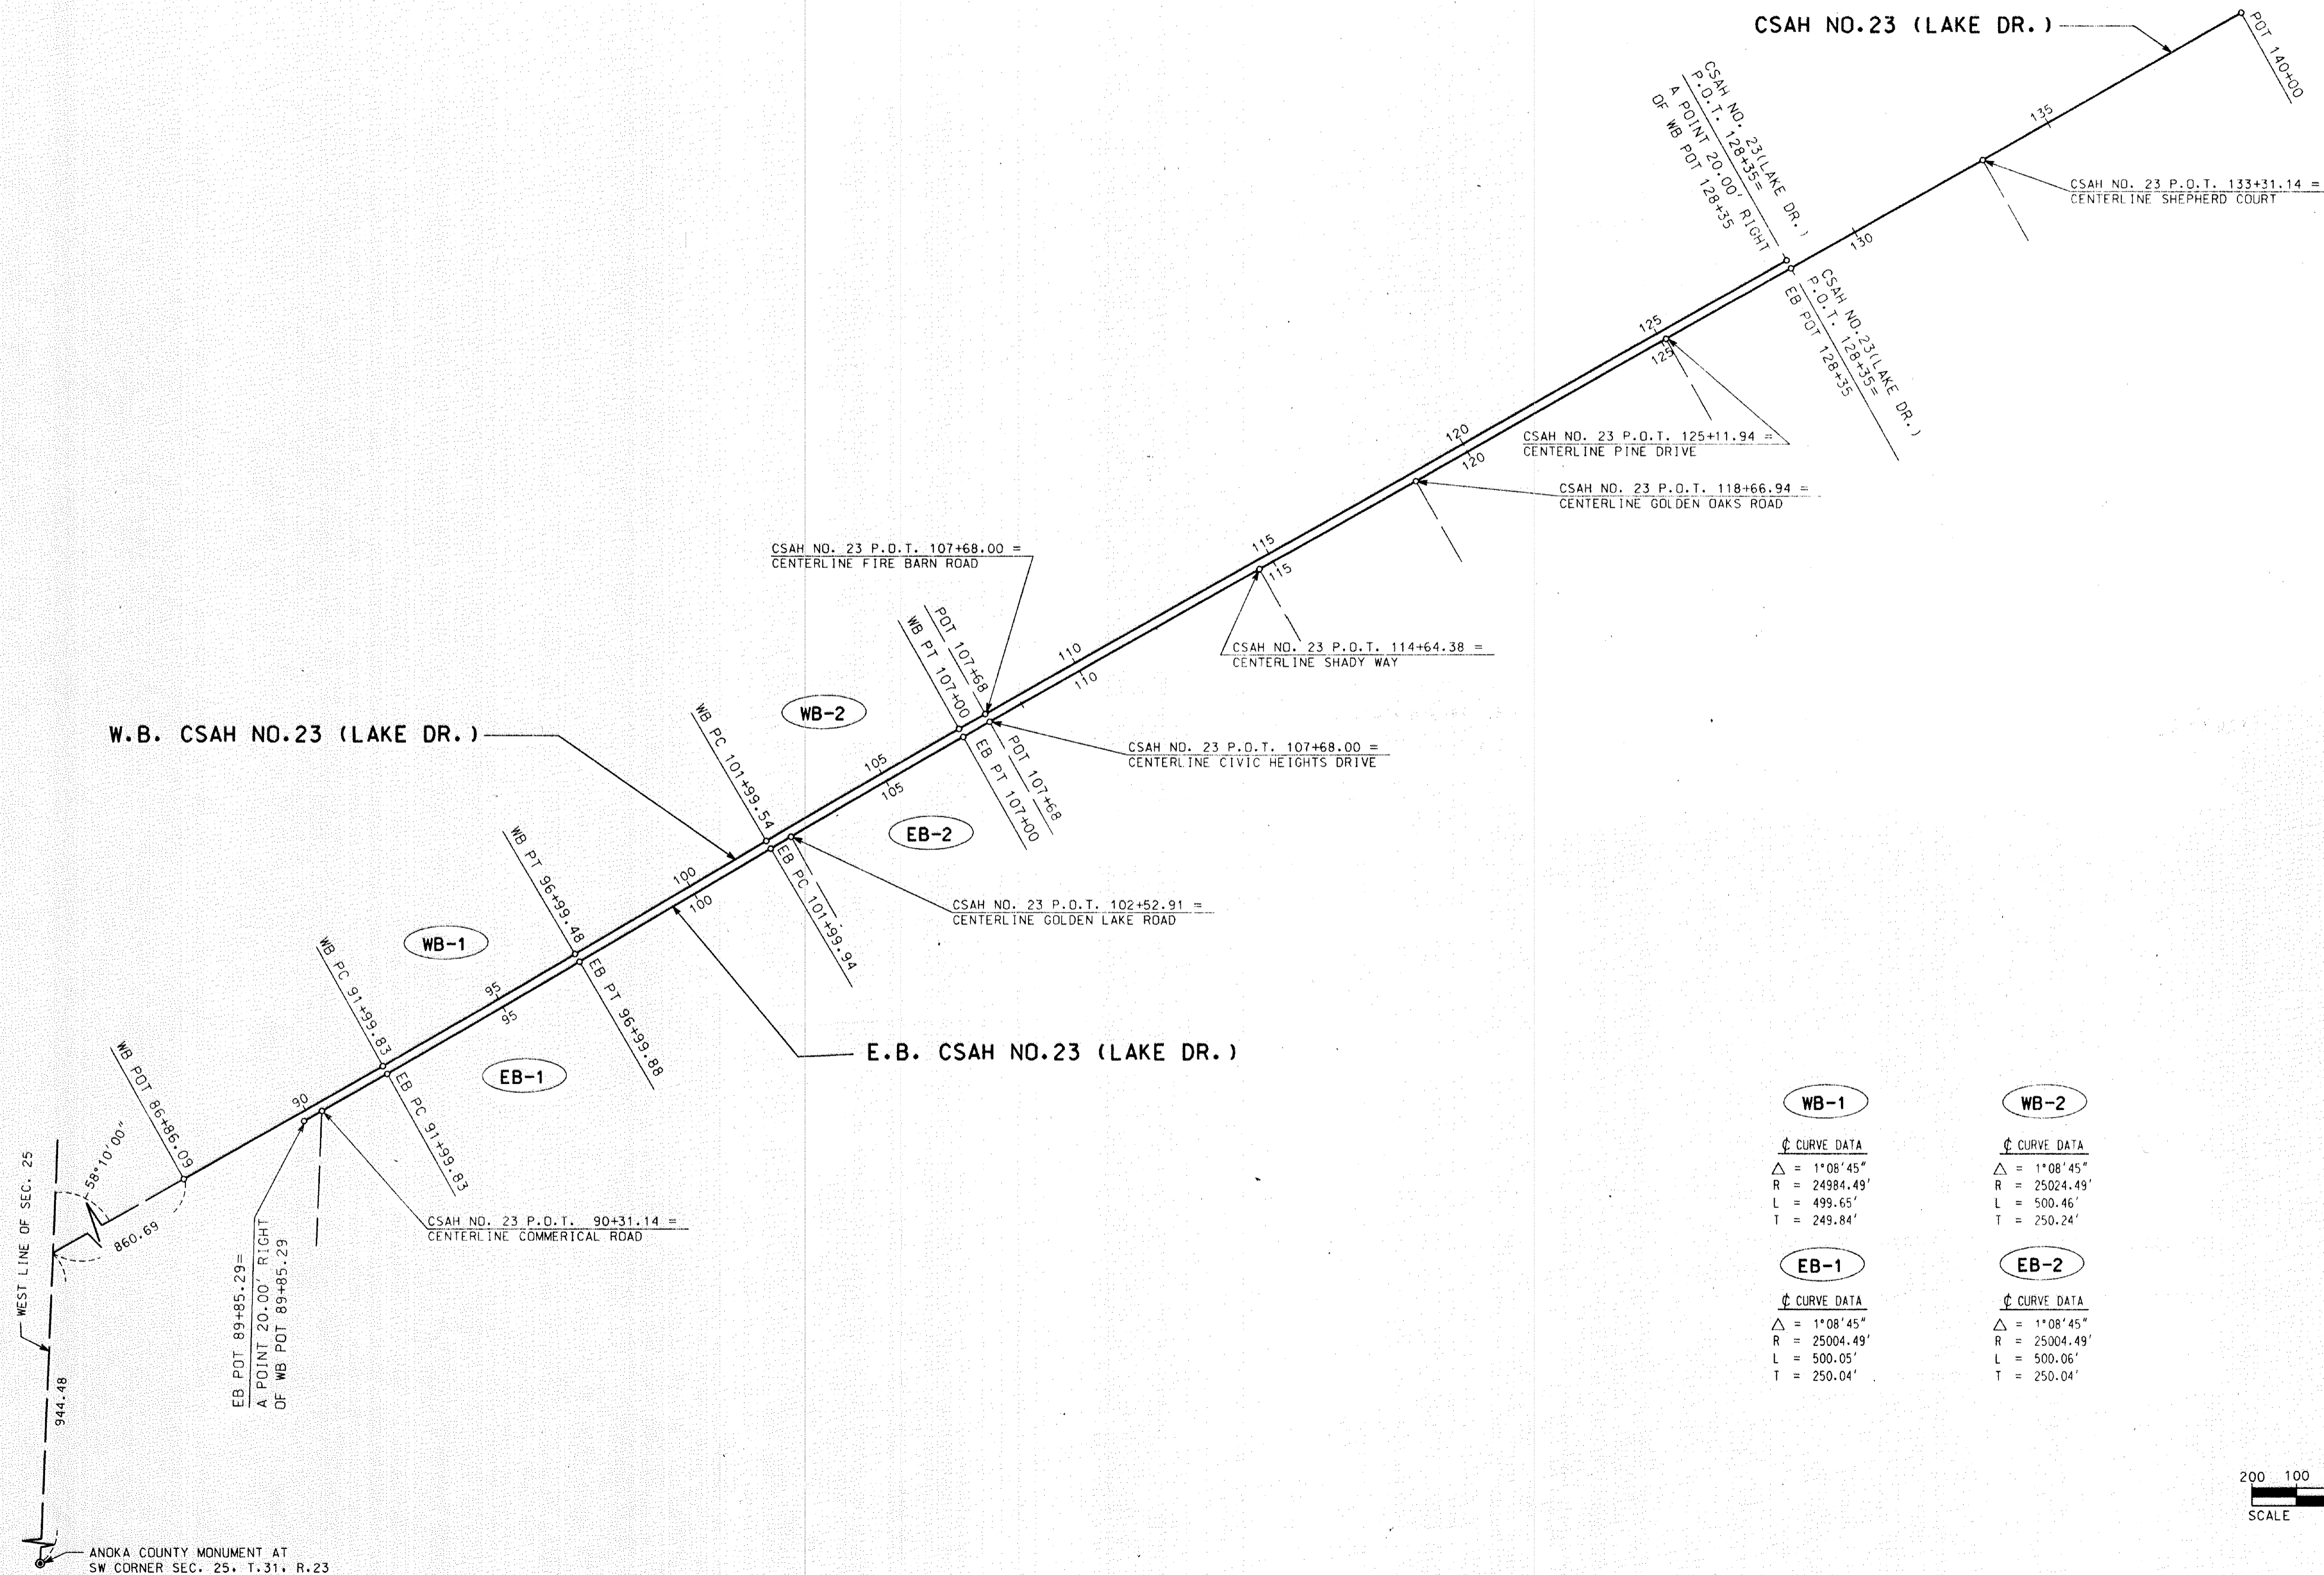 CSAH NO.23 (LAKE DR.)
POT 140+00
CSAH NO. 23(LAKE DR.)
P.O.T. 128+35=
A POINT 20.00' RIGHT
OF WB POT 128+35
135
CSAH NO. 23 P.O.T. 133+31.14 =
CENTERLINE SHEPHERD COURT
130
CSAH NO.23(LAKE DR.)
P.O.T. 128+35=
EB POT 128+35
125
125
CSAH NO. 23 P.O.T. 125+11.94 =
CENTERLINE PINE DRIVE
120
120
CSAH NO. 23 P.O.T. 118+66.94 =
CENTERLINE GOLDEN OAKS ROAD
CSAH NO. 23 P.O.T. 107+68.00 =
CENTERLINE FIRE BARN ROAD
115
115
CSAH NO. 23 P.O.T. 114+64.38 =
CENTERLINE SHADY WAY
POT 107+68
WB PT 107+00
110
110
WB-2
W.B. CSAH NO.23 (LAKE DR.)
WB PC 101+99.54
105
105
POT 107+68
EB PT 107+00
CSAH NO. 23 P.O.T. 107+68.00 =
CENTERLINE CIVIC HEIGHTS DRIVE
EB-2
WB PT 96+99.48
100
100
EB PC 101+99.94
CSAH NO. 23 P.O.T. 102+52.91 =
CENTERLINE GOLDEN LAKE ROAD
WB-1
WB PC 91+99.83
95
95
EB PT 96+99.88
E.B. CSAH NO.23 (LAKE DR.)
EB-1
WB POT 86+86.09
90
EB PC 91+99.83
58°10'00"
WEST LINE OF SEC. 25
860.69
CSAH NO. 23 P.O.T. 90+31.14 =
CENTERLINE COMMERICAL ROAD
EB POT 89+85.29=
A POINT 20.00' RIGHT
OF WB POT 89+85.29
944.48
ANOKA COUNTY MONUMENT AT
SW CORNER SEC. 25, T.31, R.23
WB-1
℄ CURVE DATA
△ = 1°08'45"
R = 24984.49'
L = 499.65'
T = 249.84'
WB-2
℄ CURVE DATA
△ = 1°08'45"
R = 25024.49'
L = 500.46'
T = 250.24'
EB-1
℄ CURVE DATA
△ = 1°08'45"
R = 25004.49'
L = 500.05'
T = 250.04'
EB-2
℄ CURVE DATA
△ = 1°08'45"
R = 25004.49'
L = 500.06'
T = 250.04'
200 100
SCALE